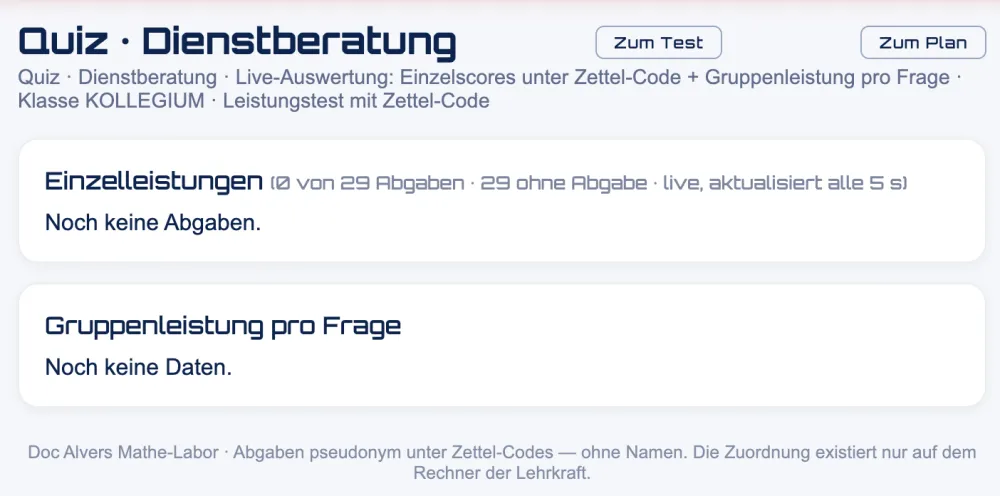 Quiz · Dienstberatung
Zum Test
Zum Plan
Quiz · Dienstberatung · Live-Auswertung: Einzelscores unter Zettel-Code + Gruppenleistung pro Frage ·
Klasse KOLLEGIUM · Leistungstest mit Zettel-Code
Einzelleistungen (0 von 29 Abgaben · 29 ohne Abgabe · live, aktualisiert alle 5 s)
Noch keine Abgaben.
Gruppenleistung pro Frage
Noch keine Daten.
Doc Alvers Mathe-Labor · Abgaben pseudonym unter Zettel-Codes — ohne Namen. Die Zuordnung existiert nur auf dem
Rechner der Lehrkraft.